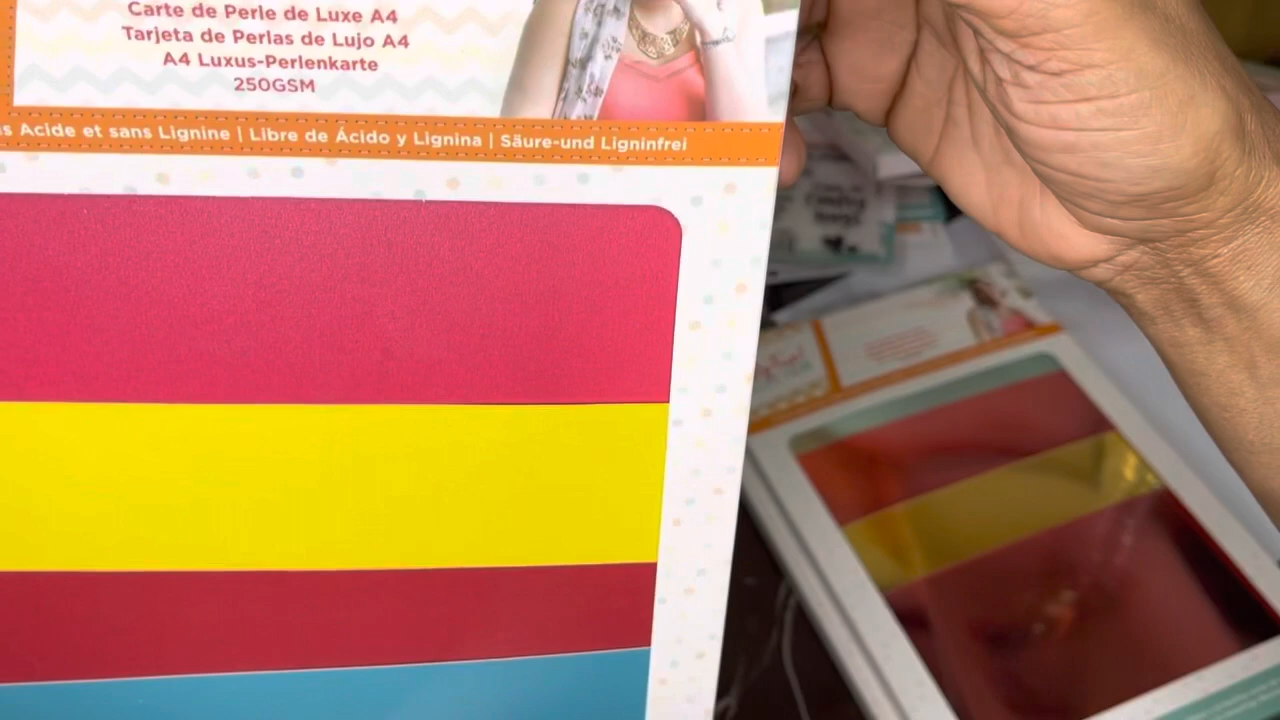 Carte de Perle de Luxe A4
Tarjeta de Perlas de Lujo A4
A4 Luxus-Perlenkarte
250GSM
s Acide et sans Lignine | Libre de Ácido y Lignina | Säure-und Ligninfrei